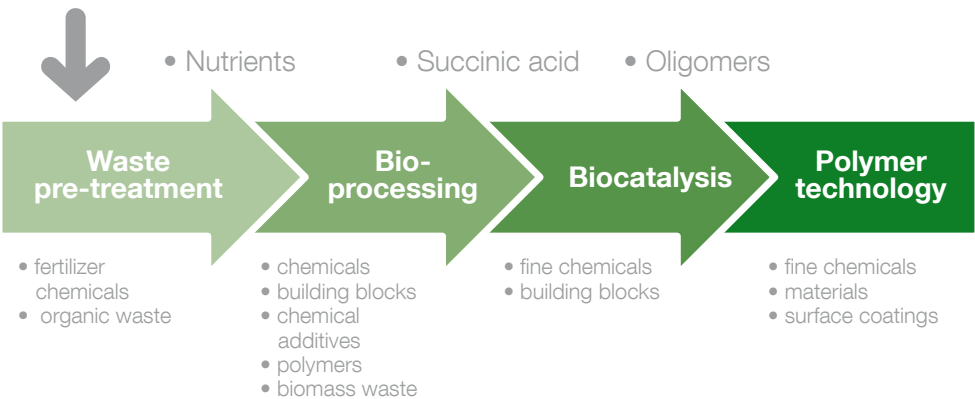 • Nutrients
• Succinic acid
• Oligomers
Waste
pre-treatment
Bio-
processing
Biocatalysis
Polymer
technology
• fertilizer
chemicals
• organic waste
• chemicals
• building blocks
• chemical
additives
• polymers
• biomass waste
• fine chemicals
• building blocks
• fine chemicals
• materials
• surface coatings